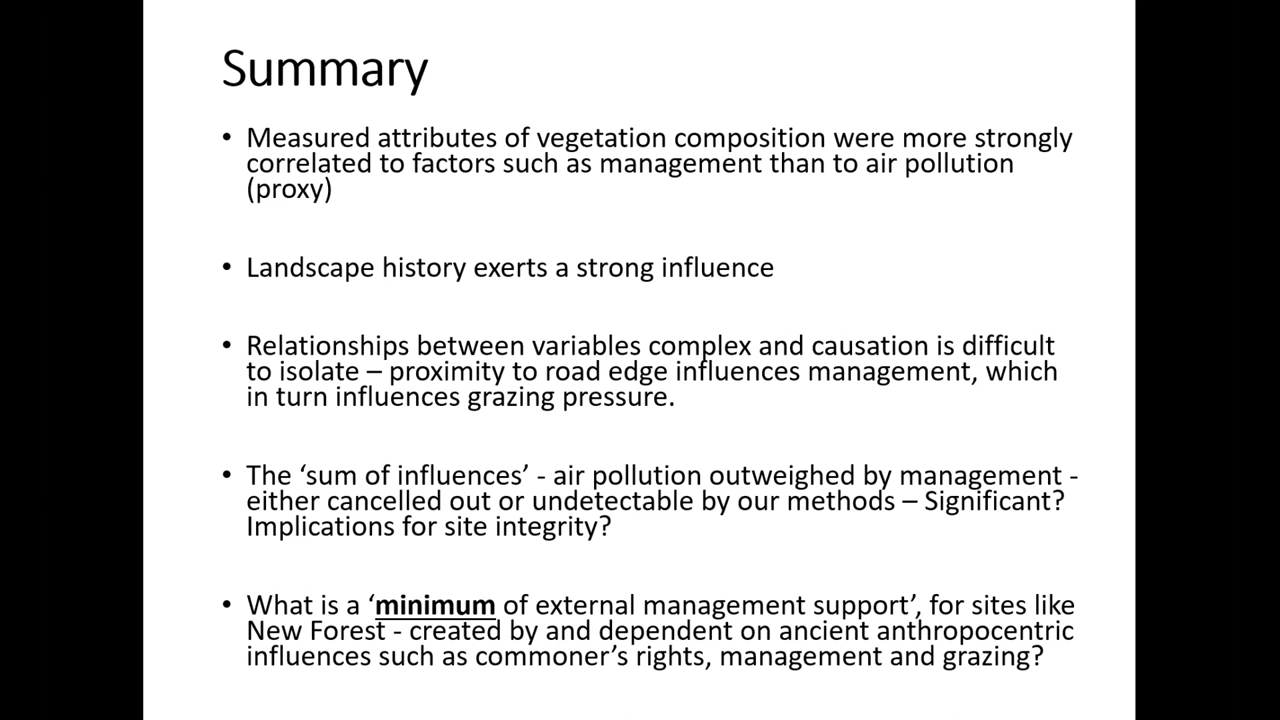 Summary
• Measured attributes of vegetation composition were more strongly
correlated to factors such as management than to air pollution
(proxy)
• Landscape history exerts a strong influence
• Relationships between variables complex and causation is difficult
to isolate – proximity to road edge influences management, which
in turn influences grazing pressure.
• The ‘sum of influences’ - air pollution outweighed by management -
either cancelled out or undetectable by our methods – Significant?
Implications for site integrity?
• What is a ‘minimum of external management support’, for sites like
New Forest - created by and dependent on ancient anthropocentric
influences such as commoner’s rights, management and grazing?